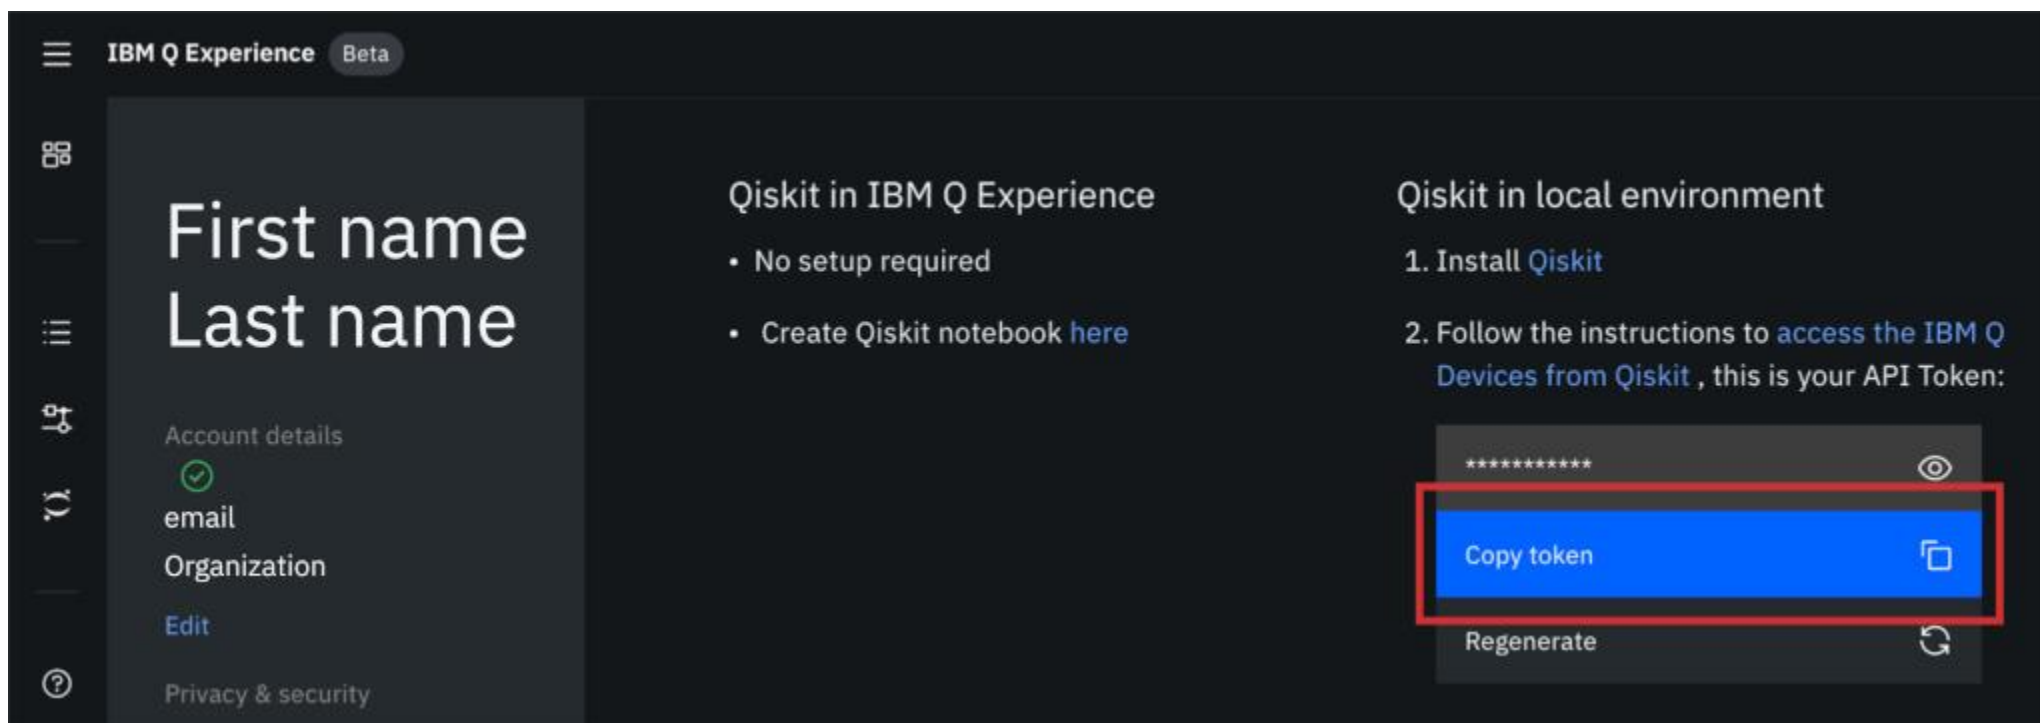 IBM Q Experience Beta
First name
Last name
Account details
email
Organization
Edit
Privacy & security
Qiskit in IBM Q Experience
• No setup required
• Create Qiskit notebook here
Qiskit in local environment
1. Install Qiskit
2. Follow the instructions to access the IBM Q
Devices from Qiskit , this is your API Token:
***********
Copy token
Regenerate